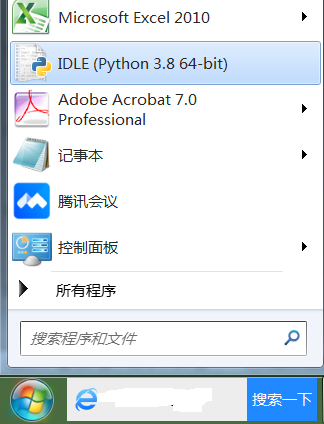 Microsoft Excel 2010
IDLE (Python 3.8 64-bit)
Adobe Acrobat 7.0
Professional
记事本
腾讯会议
控制面板
所有程序
搜索程序和文件
搜索一下